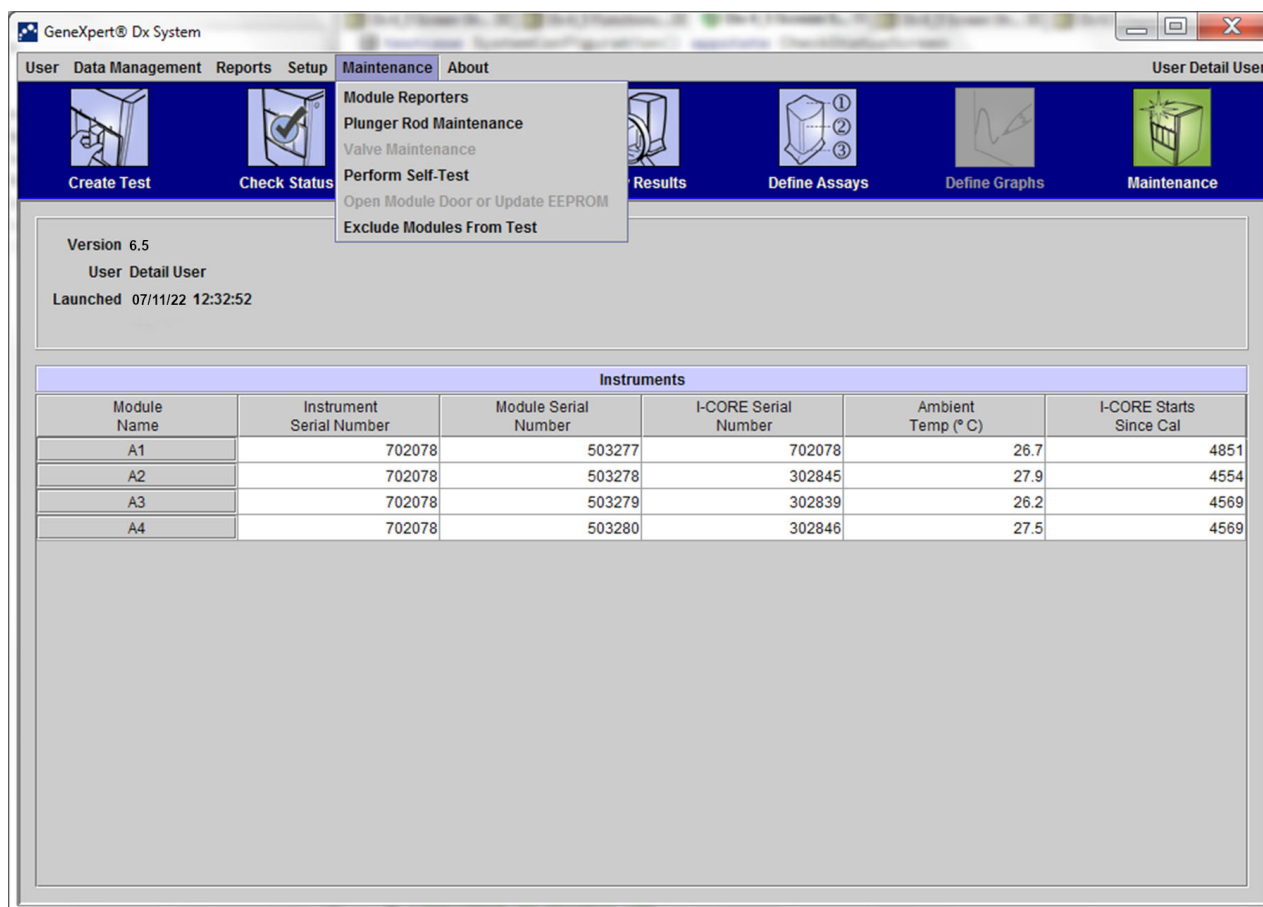 GeneXpert® Dx System
User Data Management Reports Setup Maintenance About User Detail User
Module Reporters
Plunger Rod Maintenance
Valve Maintenance
Perform Self-Test
Open Module Door or Update EEPROM
Exclude Modules From Test
Create Test Check Status Results Define Assays Define Graphs Maintenance
Version 6.5
User Detail User
Launched 07/11/22 12:32:52
Instruments
Module Instrument Module Serial I-CORE Serial Ambient I-CORE Starts
Name Serial Number Number Number Temp (° C) Since Cal
A1 702078 503277 702078 26.7 4851
A2 702078 503278 302845 27.9 4554
A3 702078 503279 302839 26.2 4569
A4 702078 503280 302846 27.5 4569